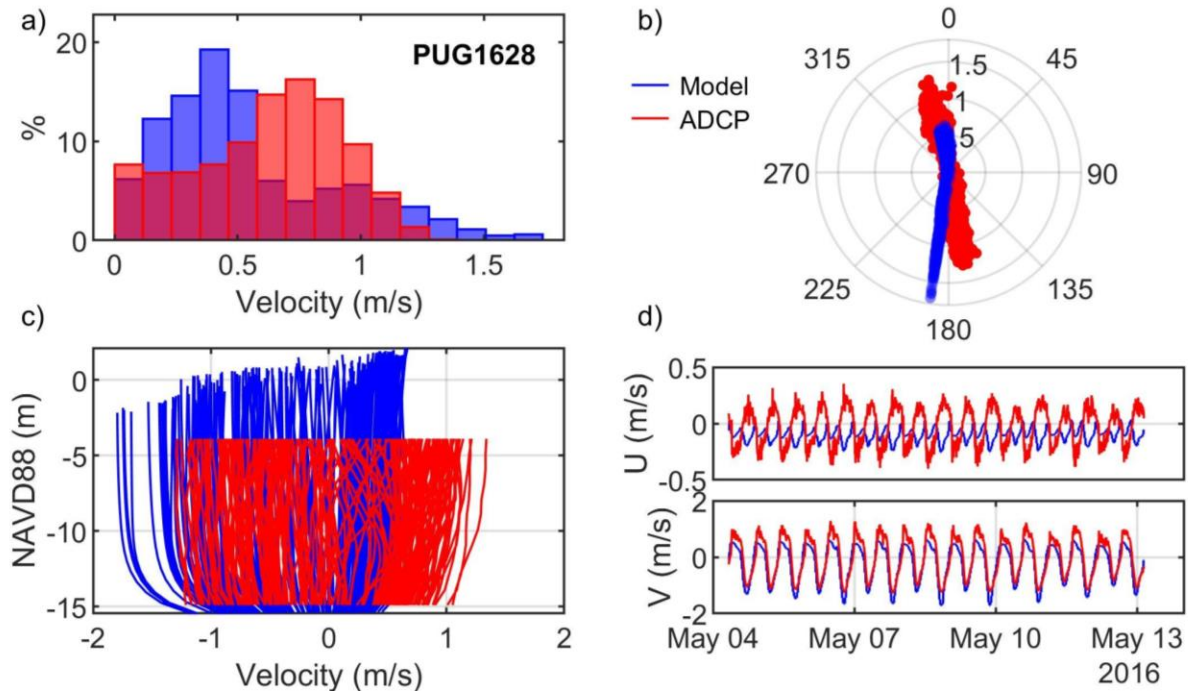 a)
PUG1628
20
10
0
%
0 0.5 1 1.5
Velocity (m/s)
b)
Model
ADCP
0
45
90
135
180
225
270
315
1.5
1
.5
c)
NAVD88 (m)
0
-5
-10
-15
-2 -1 0 1 2
Velocity (m/s)
d)
U (m/s)
0.5
0
-0.5
V (m/s)
2
0
-2
May 04 May 07 May 10 May 13
2016